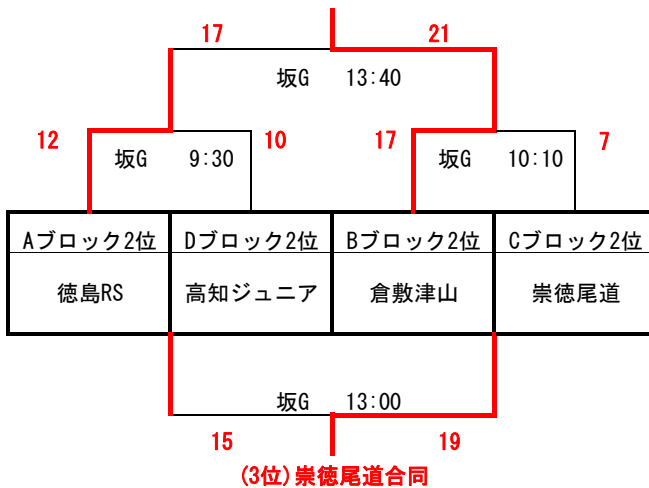 17 21
坂G 13:40
12 10 17 7
坂G 9:30 坂G 10:10
Aブロック2位 Dブロック2位 Bブロック2位 Cブロック2位
徳島RS 高知ジュニア 倉敷津山 崇徳尾道
坂G 13:00
15 19
(3位)崇徳尾道合同